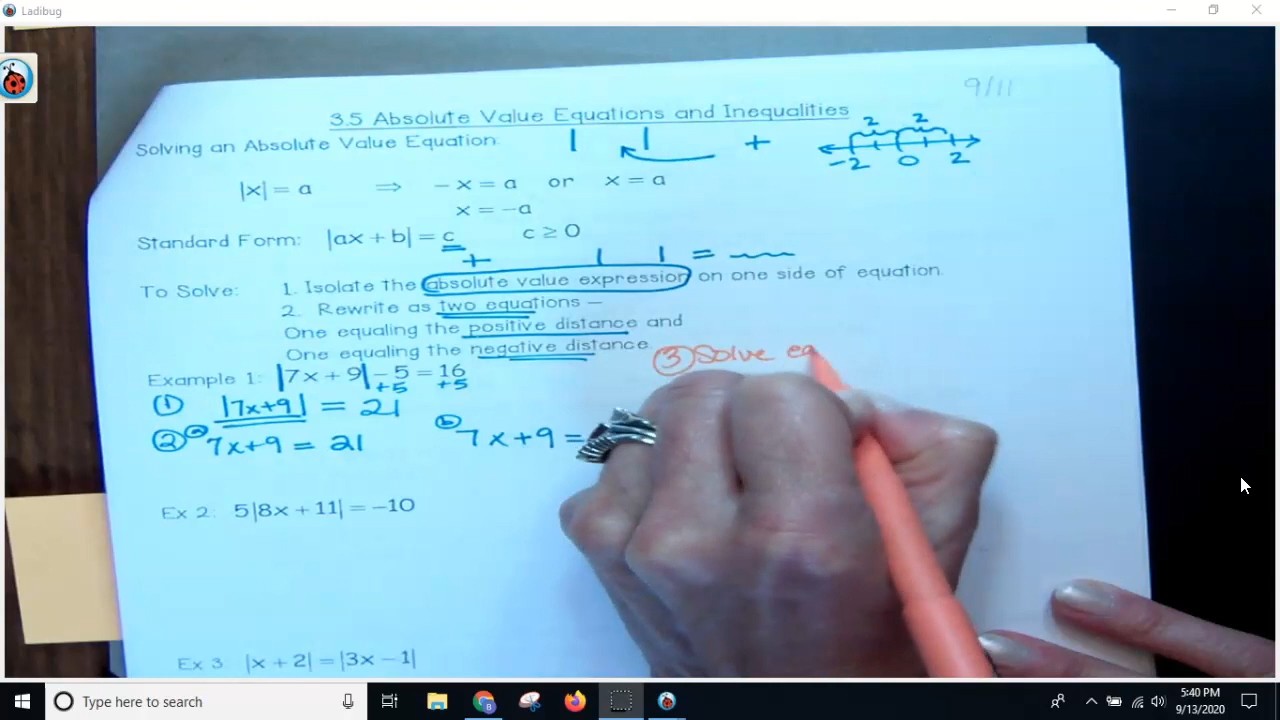 Ladibug
9/11
3.5 Absolute Value Equations and Inequalities
Solving an Absolute Value Equation: | | +
2 2
-2 0 2
|x| = a ⇒ -x = a or x = a
x = -a
Standard Form: |ax + b| = c c ≥ 0
+ | | =
To Solve: 1. Isolate the absolute value expression on one side of equation.
2. Rewrite as two equations –
One equaling the positive distance and
One equaling the negative distance.
③ Solve
Example 1: |7x + 9| - 5 = 16
+5 +5
① |7x+9| = 21
② ⓐ 7x+9 = 21 ⓑ 7x+9 =
Ex 2: 5|8x + 11| = -10
Ex 3: |x + 2| = |3x - 1|
Type here to search
5:40 PM
9/13/2020